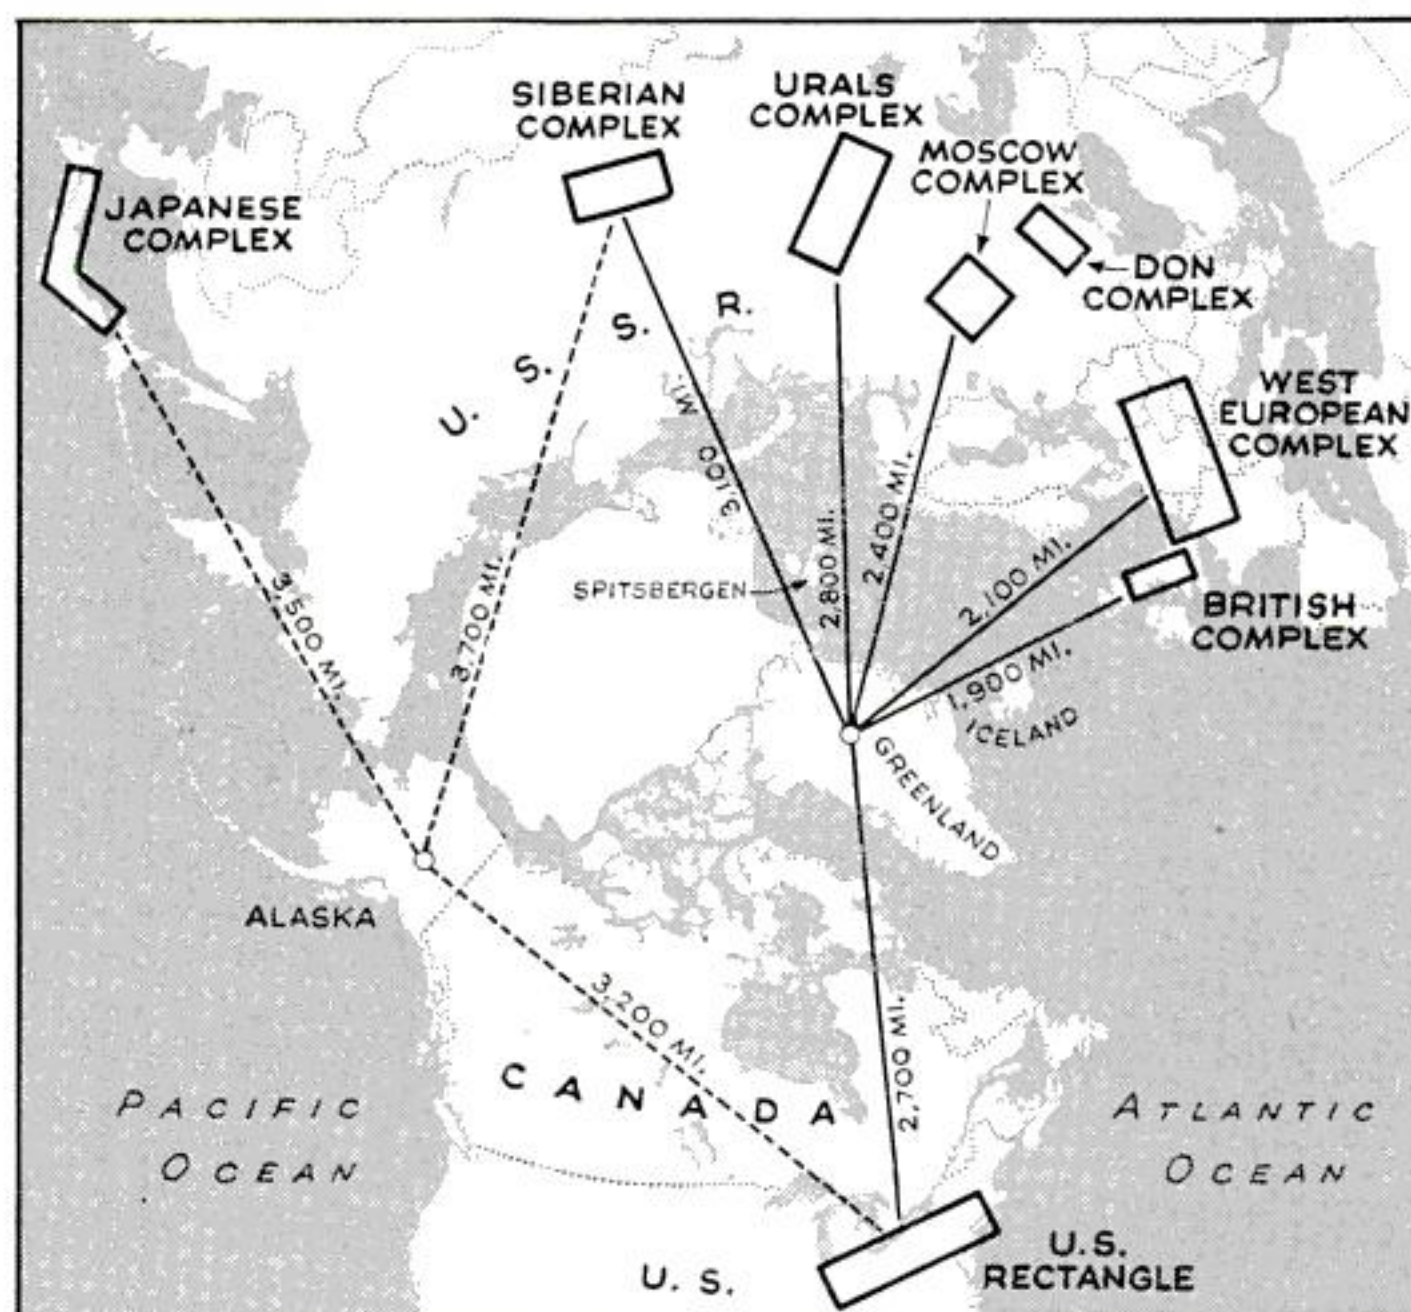 SIBERIAN
COMPLEX
URALS
COMPLEX
MOSCOW
COMPLEX
JAPANESE
COMPLEX
DON
COMPLEX
U. S. S. R.
WEST
EUROPEAN
COMPLEX
3,100 MI.
2,800 MI.
2,400 MI.
2,100 MI.
3,500 MI.
3,700 MI.
SPITSBERGEN
BRITISH
COMPLEX
1,900 MI.
ICELAND
GREENLAND
ALASKA
3,200 MI.
2,700 MI.
CANADA
PACIFIC
OCEAN
ATLANTIC
OCEAN
U.S.
RECTANGLE
U. S.